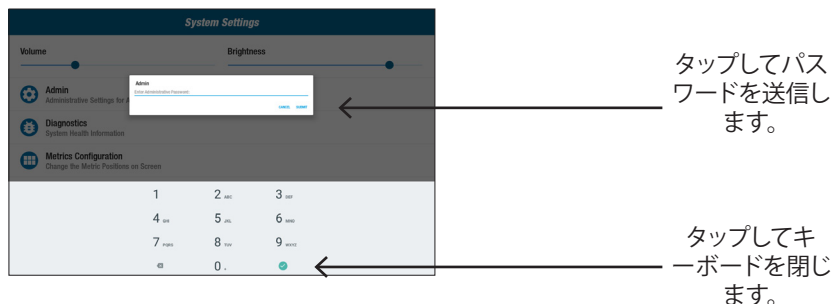 System Settings
Volume
Brightness
Admin
Administrative Settings for A
Admin
Enter Administrative Password
CANCEL SUBMIT
Diagnostics
System Health Information
Metrics Configuration
Change the Metric Positions on Screen
1 2 ABC 3 DEF
4 GHI 5 JKL 6 MNO
7 PQRS 8 TUV 9 WXYZ
0 .
タップしてパス
ワードを送信し
ます。
タップしてキ
ーボードを閉じ
ます。